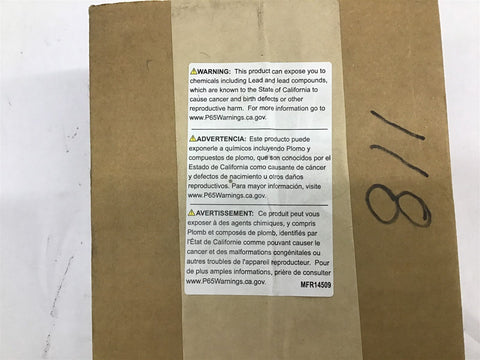 ⚠WARNING: This product can expose you to
chemicals including Lead and lead compounds,
which are known to the State of California to
cause cancer and birth defects or other
reproductive harm. For more information go to
www.P65Warnings.ca.gov.
⚠ADVERTENCIA: Este producto puede
exponerle a químicos incluyendo Plomo y
compuestos de plomo, que son conocidos por el
Estado de California como causante de cáncer
y defectos de nacimiento u otros daños
reproductivos. Para mayor información, visite
www.P65Warnings.ca.gov.
⚠AVERTISSEMENT: Ce produit peut vous
exposer à des agents chimiques, y compris
Plomb et composés de plomb, identifiés par
l'État de California comme pouvant causer le
cancer et des malformations congénitales ou
autres troubles de l'appareil reproducteur. Pour
de plus amples informations, prière de consulter
www.P65Warnings.ca.gov.
MFR14509
811